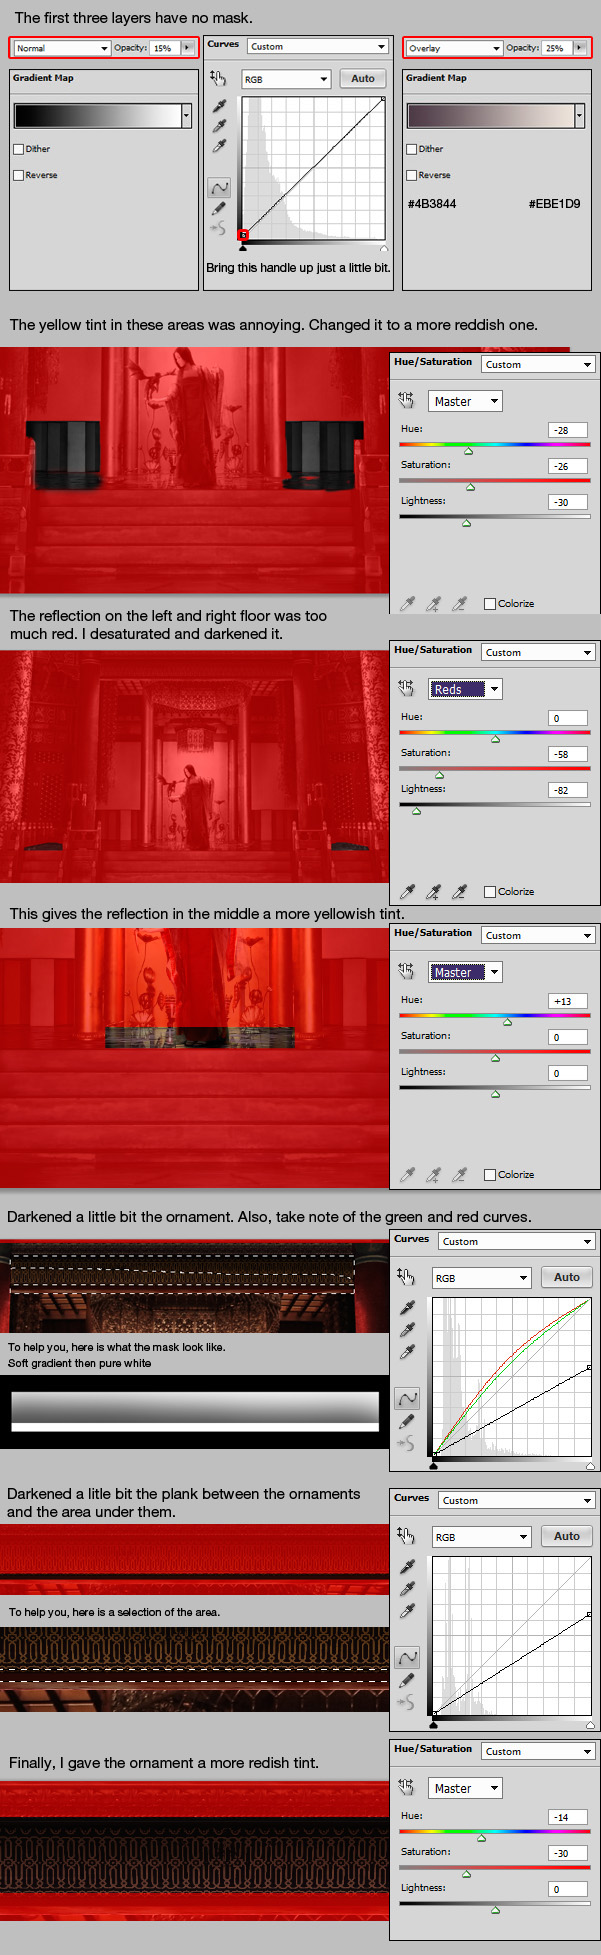 The first three layers have no mask.
Normal Opacity: 15%
Gradient Map
Dither
Reverse
Curves Custom
RGB Auto
Bring this handle up just a little bit.
Overlay Opacity: 25%
Gradient Map
Dither
Reverse
#4B3844 #EBE1D9
The yellow tint in these areas was annoying. Changed it to a more reddish one.
Hue/Saturation Custom
Master
Hue: -28
Saturation: -26
Lightness: -30
Colorize
The reflection on the left and right floor was too
much red. I desaturated and darkened it.
Hue/Saturation Custom
Reds
Hue: 0
Saturation: -58
Lightness: -82
Colorize
This gives the reflection in the middle a more yellowish tint.
Hue/Saturation Custom
Master
Hue: +13
Saturation: 0
Lightness: 0
Colorize
Darkened a little bit the ornament. Also, take note of the green and red curves.
Curves Custom
RGB Auto
To help you, here is what the mask look like.
Soft gradient then pure white
Darkened a litle bit the plank between the ornaments
and the area under them.
Curves Custom
RGB Auto
To help you, here is a selection of the area.
Finally, I gave the ornament a more redish tint.
Hue/Saturation Custom
Master
Hue: -14
Saturation: -30
Lightness: 0